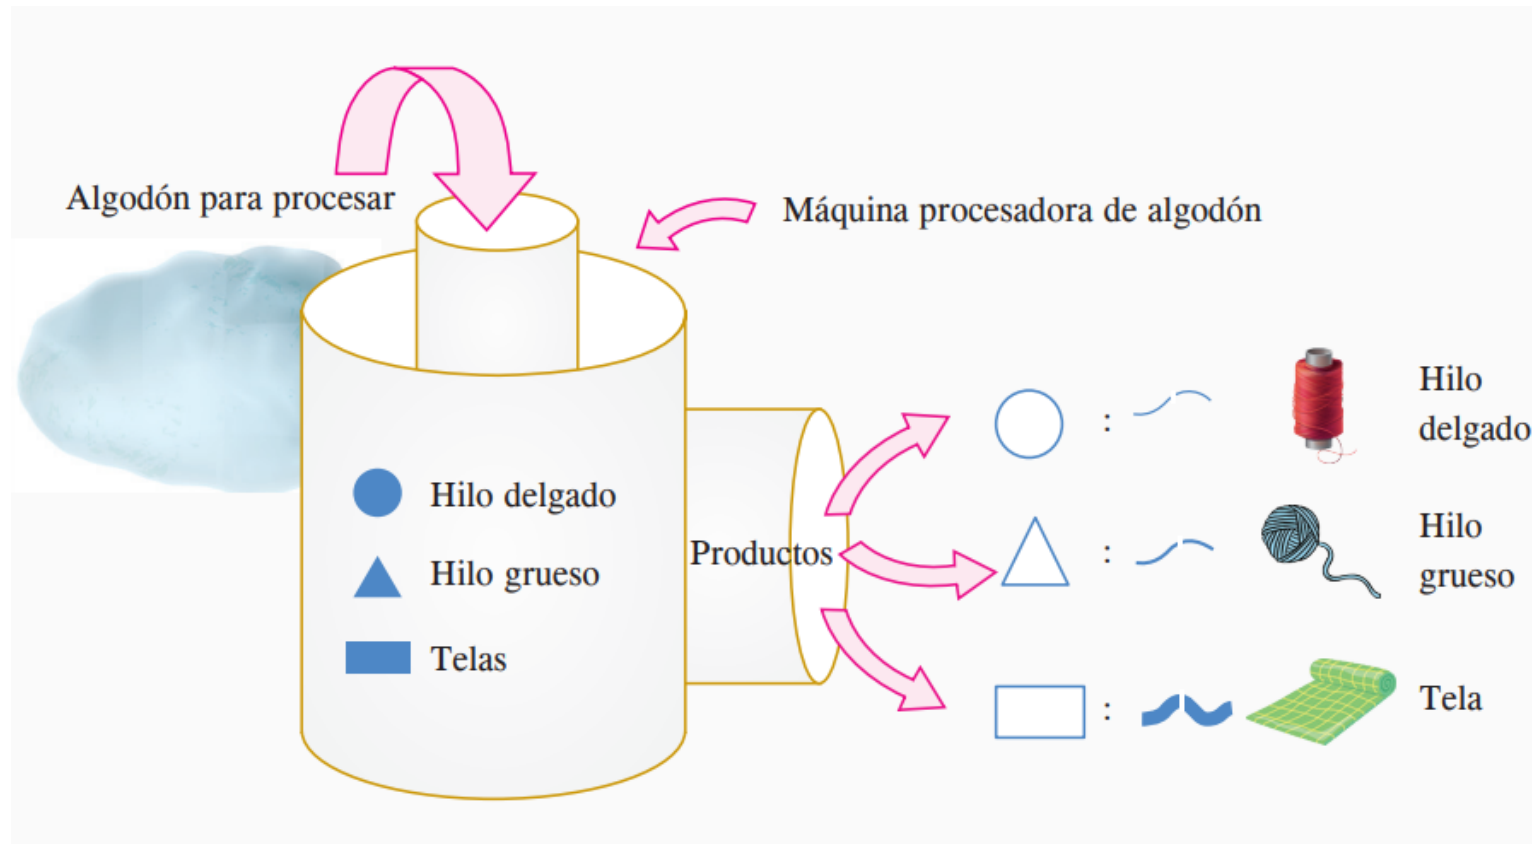 Algodón para procesar
Máquina procesadora de algodón
Hilo delgado
Hilo grueso
Telas
Productos
:
Hilo
delgado
:
Hilo
grueso
:
Tela